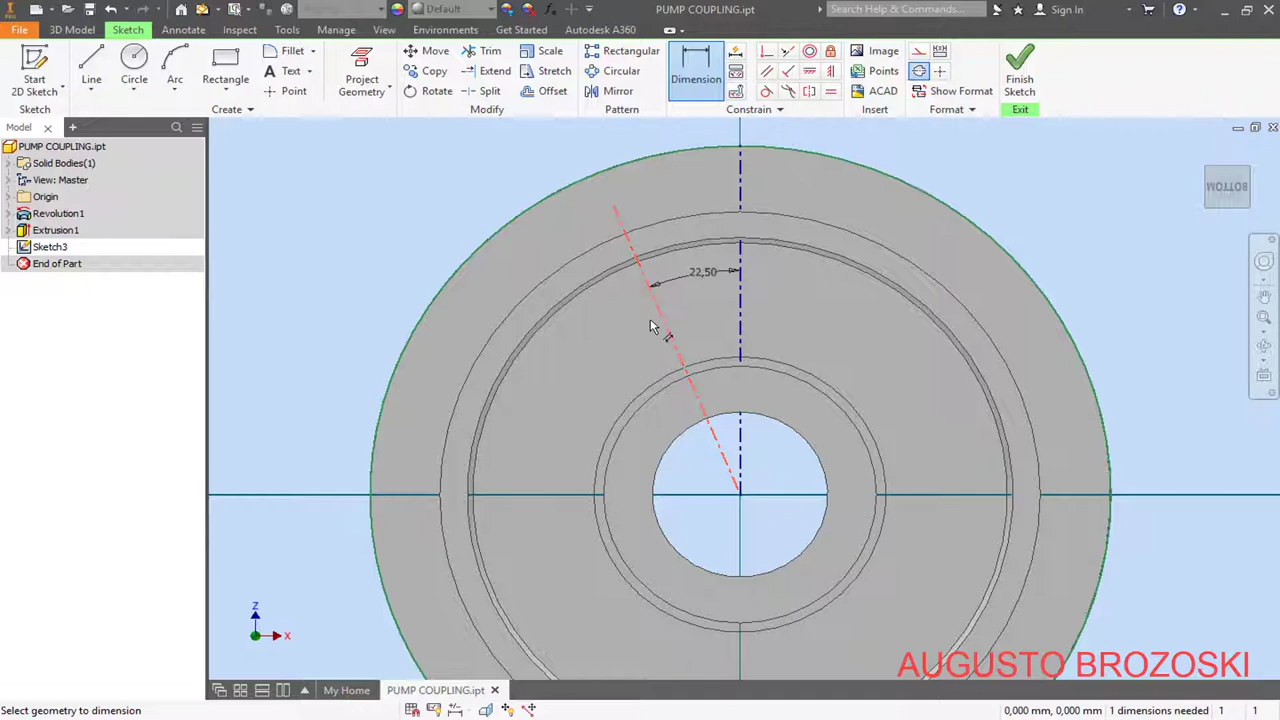 Default
PUMP COUPLING.ipt
Search Help & Commands...
Sign In
File
3D Model
Sketch
Annotate
Inspect
Tools
Manage
View
Environments
Get Started
Autodesk A360
Start
2D Sketch
Line
Circle
Arc
Rectangle
Fillet
Text
Point
Project
Geometry
Move
Trim
Scale
Copy
Extend
Stretch
Rotate
Split
Offset
Rectangular
Circular
Mirror
Dimension
Image
Points
ACAD
Show Format
Finish
Sketch
Sketch
Create
Modify
Pattern
Constrain
Insert
Format
Exit
Model
PUMP COUPLING.ipt
Solid Bodies(1)
View: Master
Origin
Revolution1
Extrusion1
Sketch3
End of Part
22,50
BOTTOM
Z
X
AUGUSTO BROZOSKI
My Home
PUMP COUPLING.ipt
Select geometry to dimension
0,000 mm, 0,000 mm
1 dimensions needed
1
1